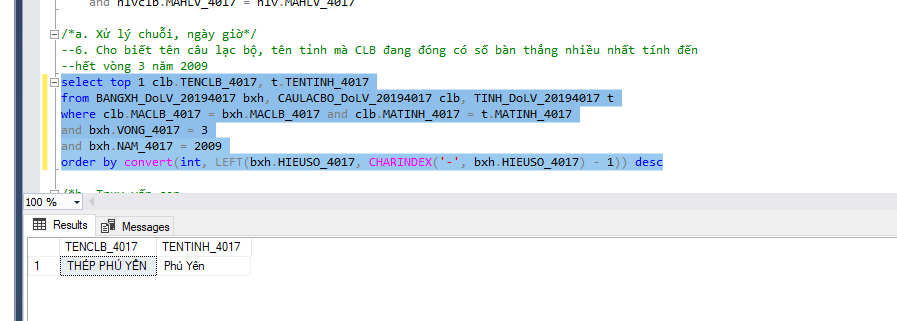 and hlvclb.MAHLV_4017 = hlv.MAHLV_4017
/*a. Xử lý chuỗi, ngày giờ*/
--6. Cho biết tên câu lạc bộ, tên tỉnh mà CLB đang đóng có số bàn thắng nhiều nhất tính đến
--hết vòng 3 năm 2009
select top 1 clb.TENCLB_4017, t.TENTINH_4017
from BANGXH_DoLV_20194017 bxh, CAULACBO_DoLV_20194017 clb, TINH_DoLV_20194017 t
where clb.MACLB_4017 = bxh.MACLB_4017 and clb.MATINH_4017 = t.MATINH_4017
and bxh.VONG_4017 = 3
and bxh.NAM_4017 = 2009
order by convert(int, LEFT(bxh.HIEUSO_4017, CHARINDEX('-', bxh.HIEUSO_4017) - 1)) desc
/*b. Truy vấn con
100 %
Results Messages
TENCLB_4017 TENTINH_4017
1 THÉP PHÚ YÊN Phú Yên